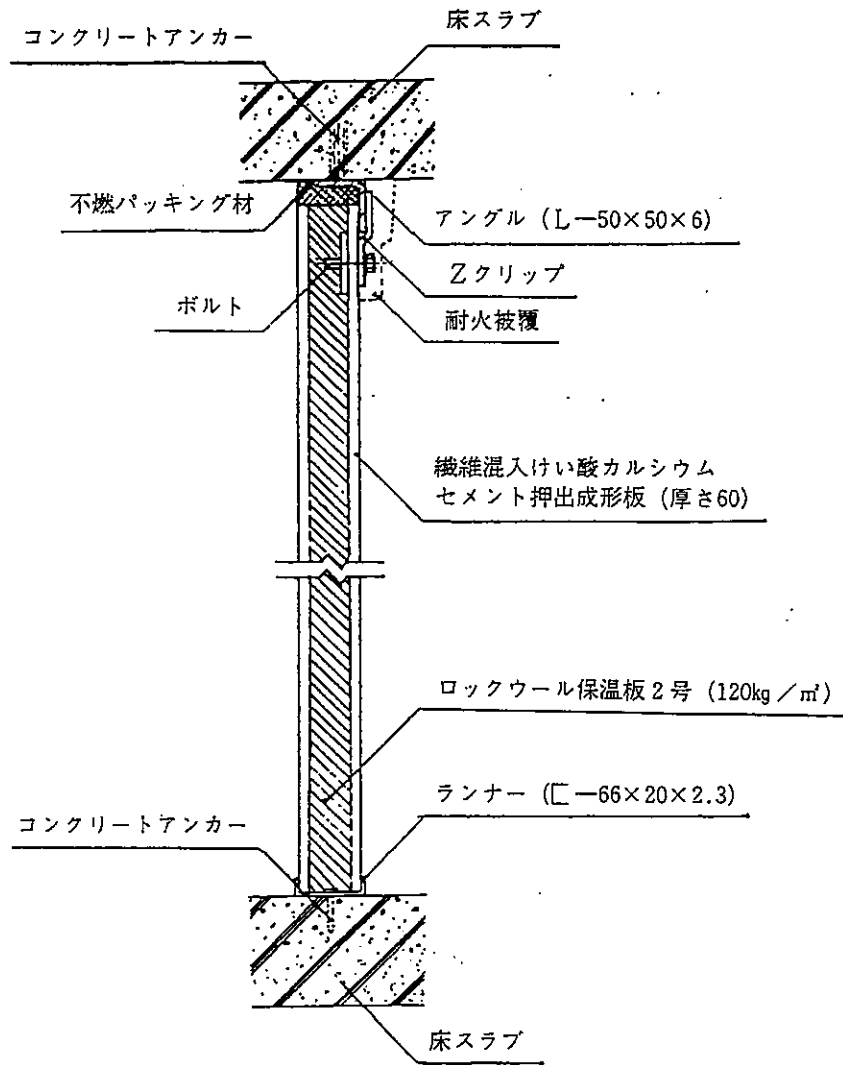 コンクリートアンカー
床スラブ
不燃パッキング材
アングル (L−50×50×6)
Zクリップ
ボルト
耐火被覆
繊維混入けい酸カルシウム
セメント押出成形板 (厚さ60)
ロックウール保温板2号 (120kg/㎥)
ランナー (匚−66×20×2.3)
コンクリートアンカー
床スラブ